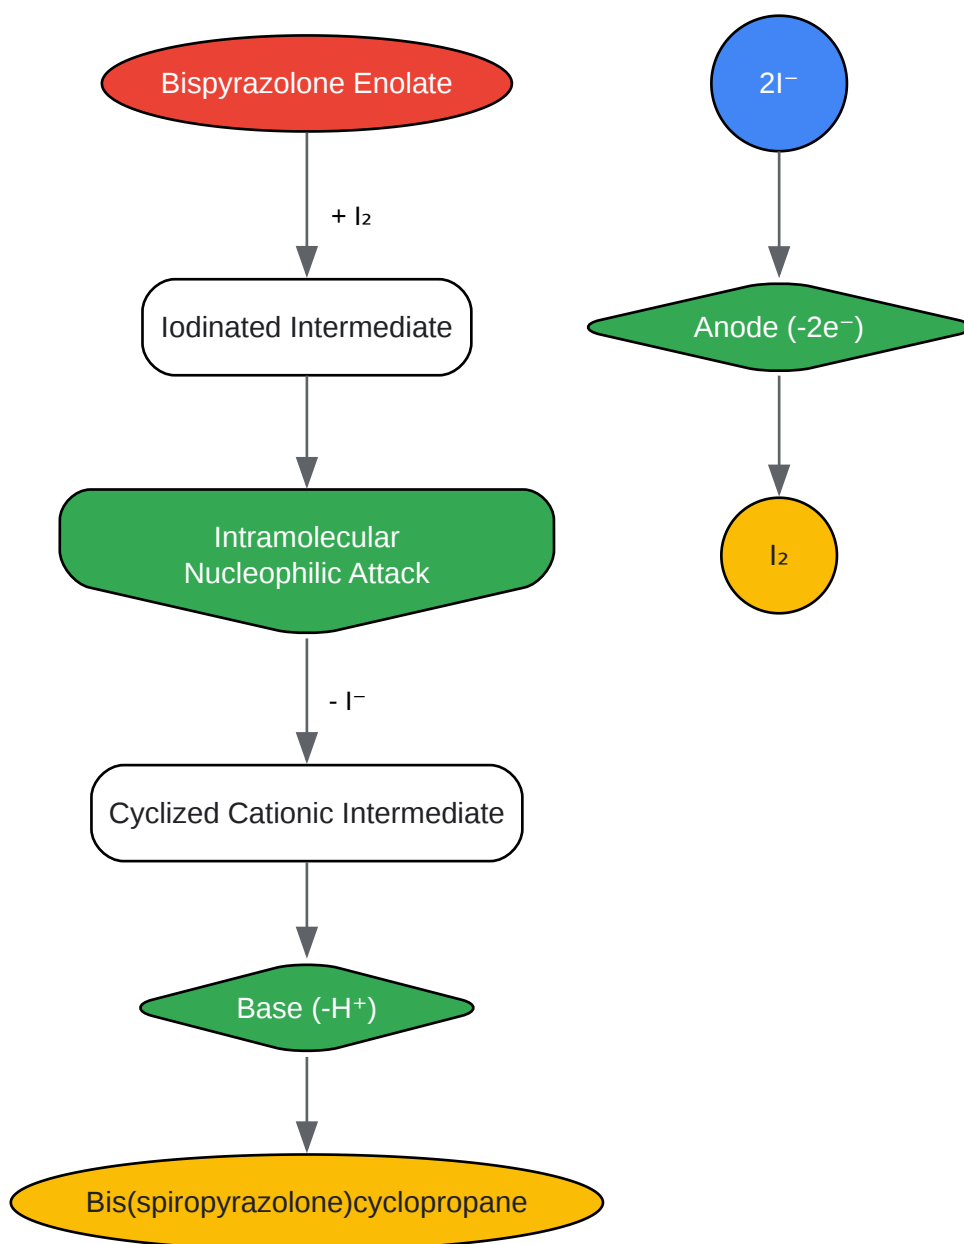 Bispyrazolone Enolate
+ I₂
Iodinated Intermediate
Intramolecular
Nucleophilic Attack
- I⁻
Cyclized Cationic Intermediate
Base (-H⁺)
Bis(spiropyrazolone)cyclopropane
2I⁻
Anode (-2e⁻)
I₂